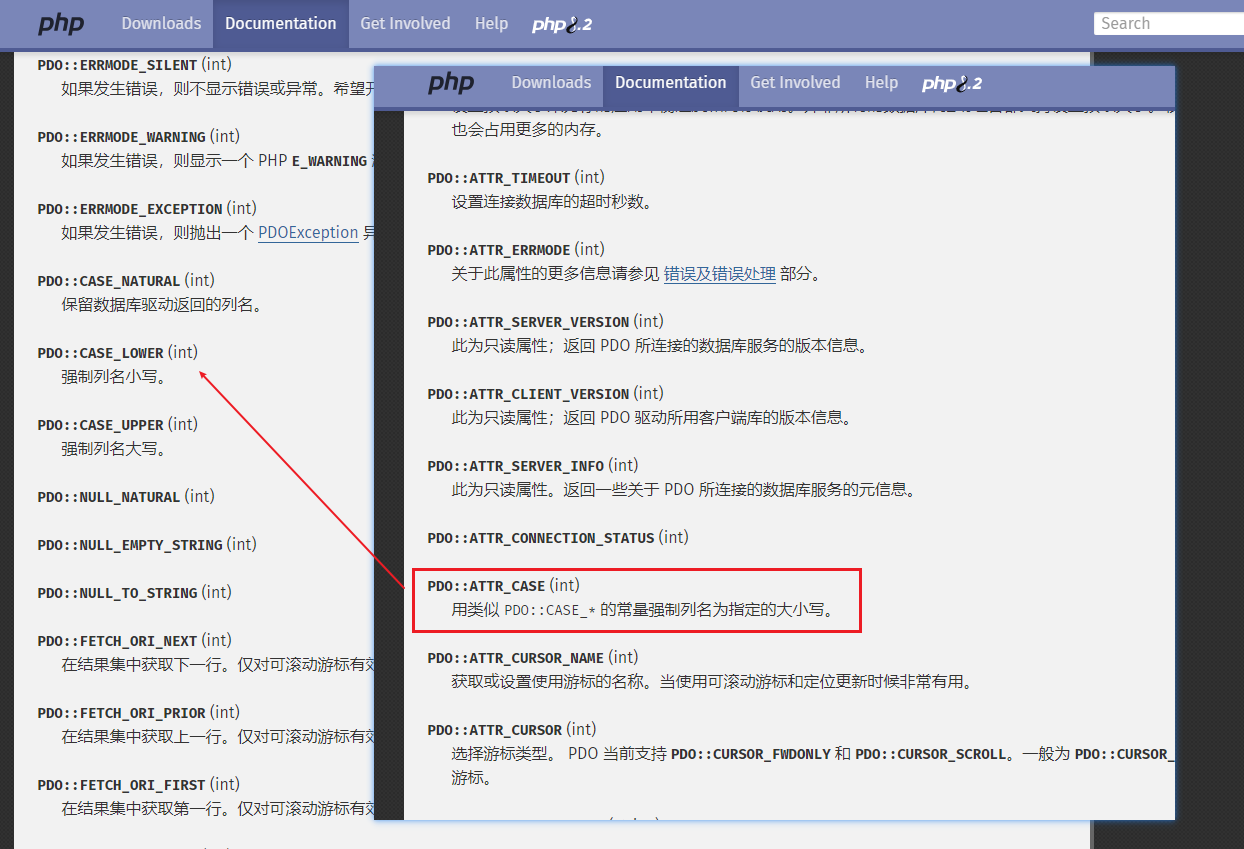 php Downloads Documentation Get Involved Help php8.2 Search
PDO::ERRMODE_SILENT (int)
如果发生错误，则不显示错误或异常。希望开
PDO::ERRMODE_WARNING (int)
如果发生错误，则显示一个 PHP E_WARNING
PDO::ERRMODE_EXCEPTION (int)
如果发生错误，则抛出一个 PDOException 异
PDO::CASE_NATURAL (int)
保留数据库驱动返回的列名。
PDO::CASE_LOWER (int)
强制列名小写。
PDO::CASE_UPPER (int)
强制列名大写。
PDO::NULL_NATURAL (int)
PDO::NULL_EMPTY_STRING (int)
PDO::NULL_TO_STRING (int)
PDO::FETCH_ORI_NEXT (int)
在结果集中获取下一行。仅对可滚动游标有效
PDO::FETCH_ORI_PRIOR (int)
在结果集中获取上一行。仅对可滚动游标有效
PDO::FETCH_ORI_FIRST (int)
在结果集中获取第一行。仅对可滚动游标有效
php Downloads Documentation Get Involved Help php8.2
也会占用更多的内存。
PDO::ATTR_TIMEOUT (int)
设置连接数据库的超时秒数。
PDO::ATTR_ERRMODE (int)
关于此属性的更多信息请参见 错误及错误处理 部分。
PDO::ATTR_SERVER_VERSION (int)
此为只读属性；返回 PDO 所连接的数据库服务的版本信息。
PDO::ATTR_CLIENT_VERSION (int)
此为只读属性；返回 PDO 驱动所用客户端库的版本信息。
PDO::ATTR_SERVER_INFO (int)
此为只读属性。返回一些关于 PDO 所连接的数据库服务的元信息。
PDO::ATTR_CONNECTION_STATUS (int)
PDO::ATTR_CASE (int)
用类似 PDO::CASE_* 的常量强制列名为指定的大小写。
PDO::ATTR_CURSOR_NAME (int)
获取或设置使用游标的名称。当使用可滚动游标和定位更新时候非常有用。
PDO::ATTR_CURSOR (int)
选择游标类型。 PDO 当前支持 PDO::CURSOR_FWDONLY 和 PDO::CURSOR_SCROLL。一般为 PDO::CURSOR_
游标。